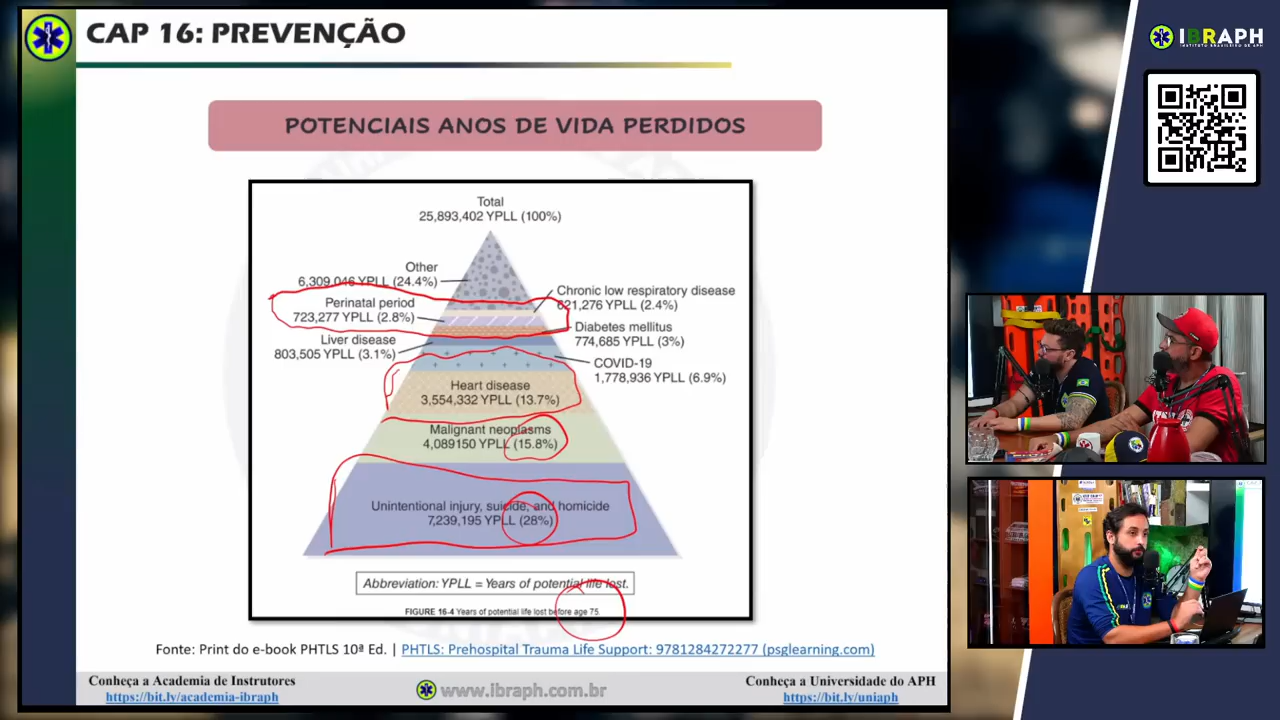 CAP 16: PREVENÇÃO
IBRAPH
INSTITUTO BRASILEIRO DE APH
POTENCIAIS ANOS DE VIDA PERDIDOS
Total
25,893,402 YPLL (100%)
Other
6,309,046 YPLL (24.4%)
Chronic low respiratory disease
621,276 YPLL (2.4%)
Perinatal period
723,277 YPLL (2.8%)
Diabetes mellitus
774,685 YPLL (3%)
Liver disease
803,505 YPLL (3.1%)
COVID-19
1,778,936 YPLL (6.9%)
Heart disease
3,554,332 YPLL (13.7%)
Malignant neoplasms
4,089150 YPLL (15.8%)
Unintentional injury, suicide, and homicide
7,239,195 YPLL (28%)
Abbreviation: YPLL = Years of potential life lost.
FIGURE 16-4 Years of potential life lost before age 75.
Fonte: Print do e-book PHTLS 10ª Ed. | PHTLS: Prehospital Trauma Life Support: 9781284272277 (psglearning.com)
Conheça a Academia de Instrutores
https://bit.ly/academia-ibraph
www.ibraph.com.br
Conheça a Universidade do APH
https://bit.ly/uniaph